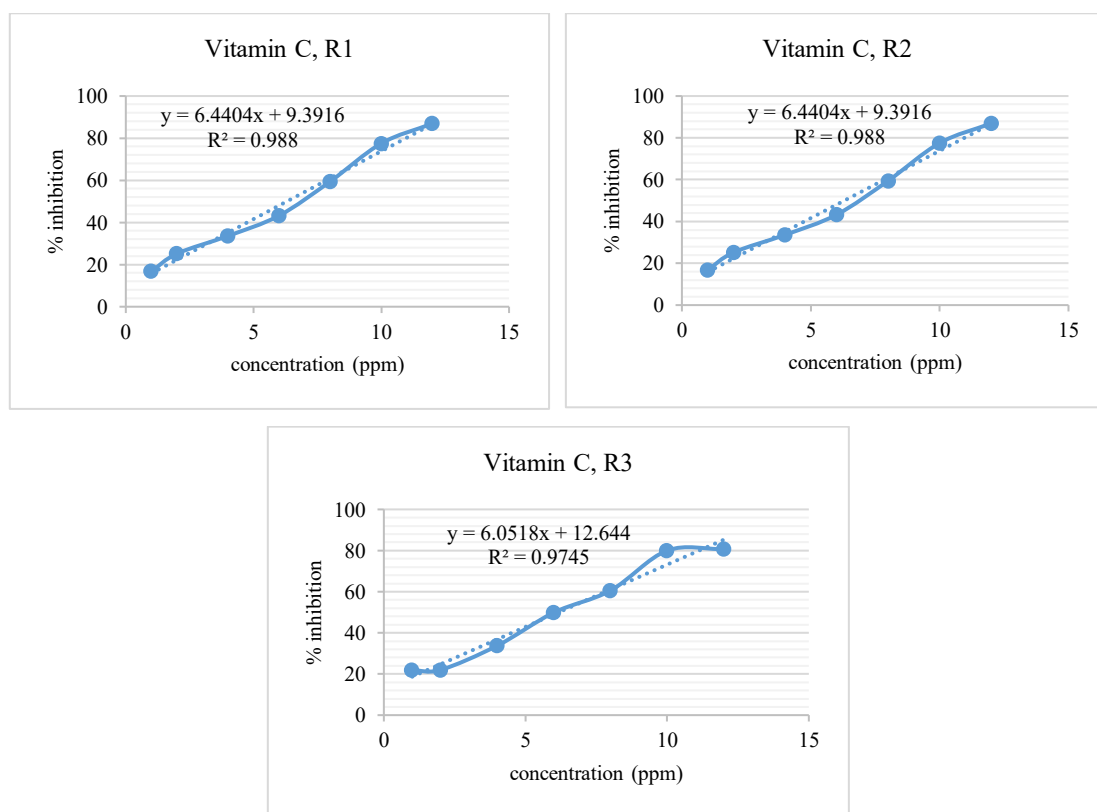 Vitamin C, R1
y = 6.4404x + 9.3916
R² = 0.988
100
80
60
40
20
0
% inhibition
0 5 10 15
concentration (ppm)
Vitamin C, R2
y = 6.4404x + 9.3916
R² = 0.988
100
80
60
40
20
0
% inhibition
0 5 10 15
concentration (ppm)
Vitamin C, R3
y = 6.0518x + 12.644
R² = 0.9745
100
80
60
40
20
0
% inhibition
0 5 10 15
concentration (ppm)